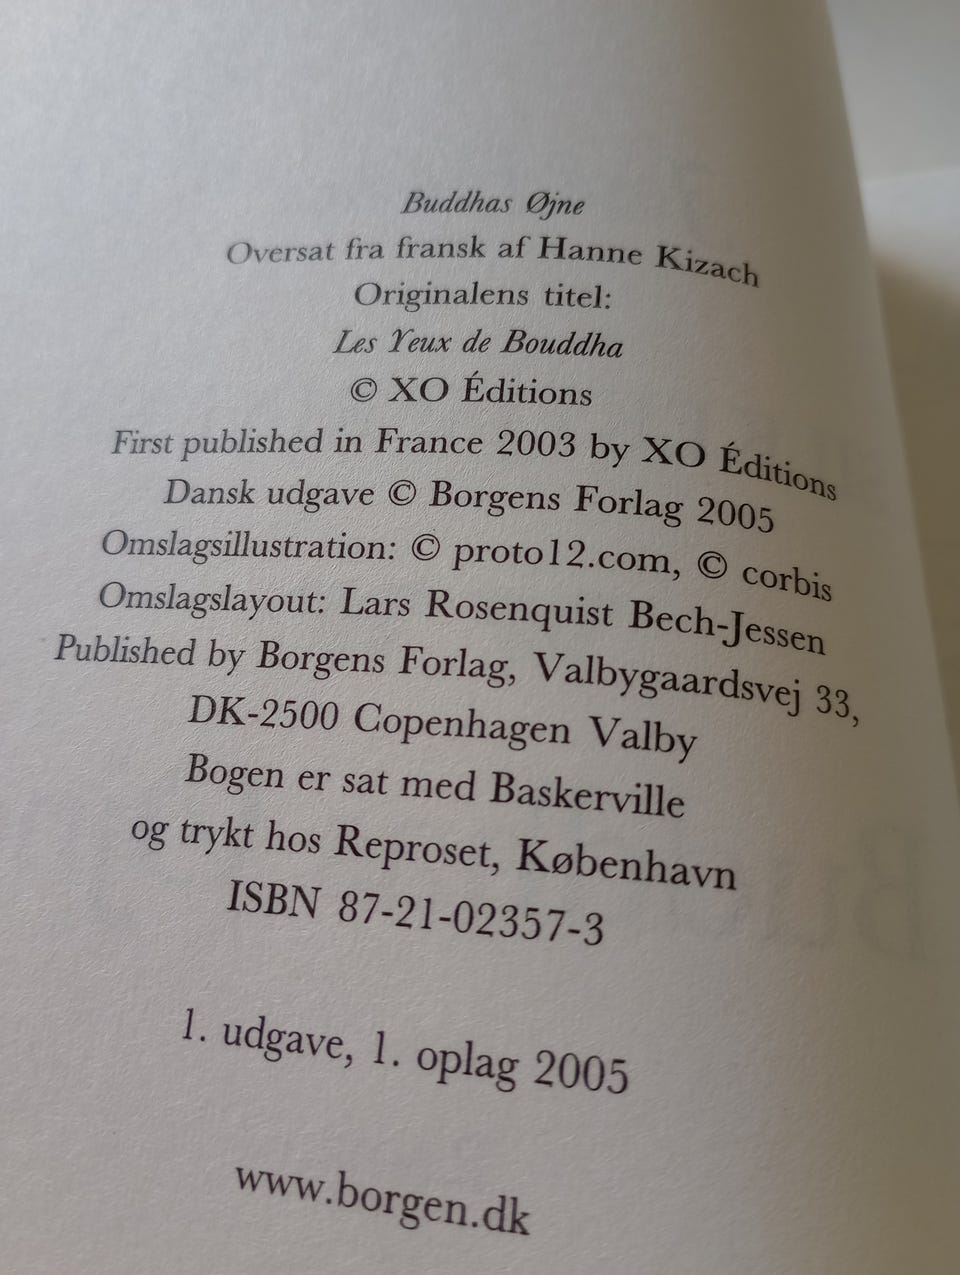 Buddhas Øjne
Oversat fra fransk af Hanne Kizach
Originalens titel:
Les Yeux de Bouddha
© XO Éditions
First published in France 2003 by XO Éditions
Dansk udgave © Borgens Forlag 2005
Omslagsillustration: © proto12.com, © corbis
Omslagslayout: Lars Rosenquist Bech-Jessen
Published by Borgens Forlag, Valbygaardsvej 33,
DK-2500 Copenhagen Valby
Bogen er sat med Baskerville
og trykt hos Reproset, København
ISBN 87-21-02357-3
1. udgave, 1. oplag 2005
www.borgen.dk